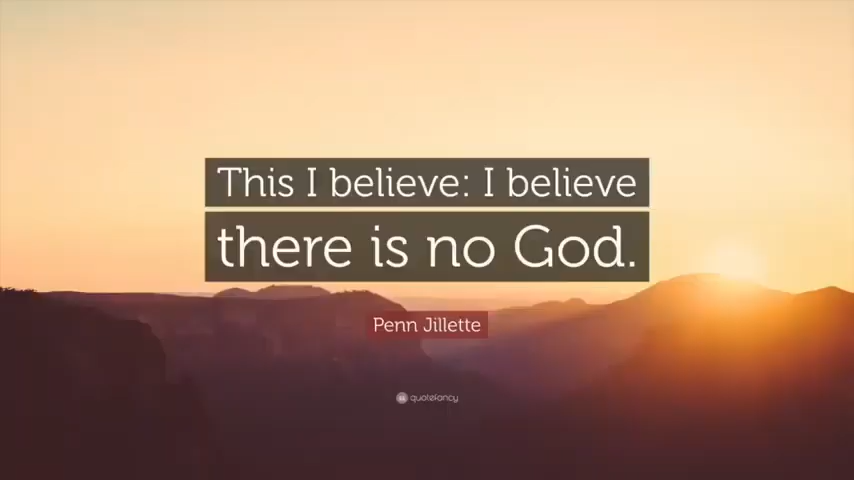 This I believe: I believe
there is no God.
Penn Jillette
quotefancy